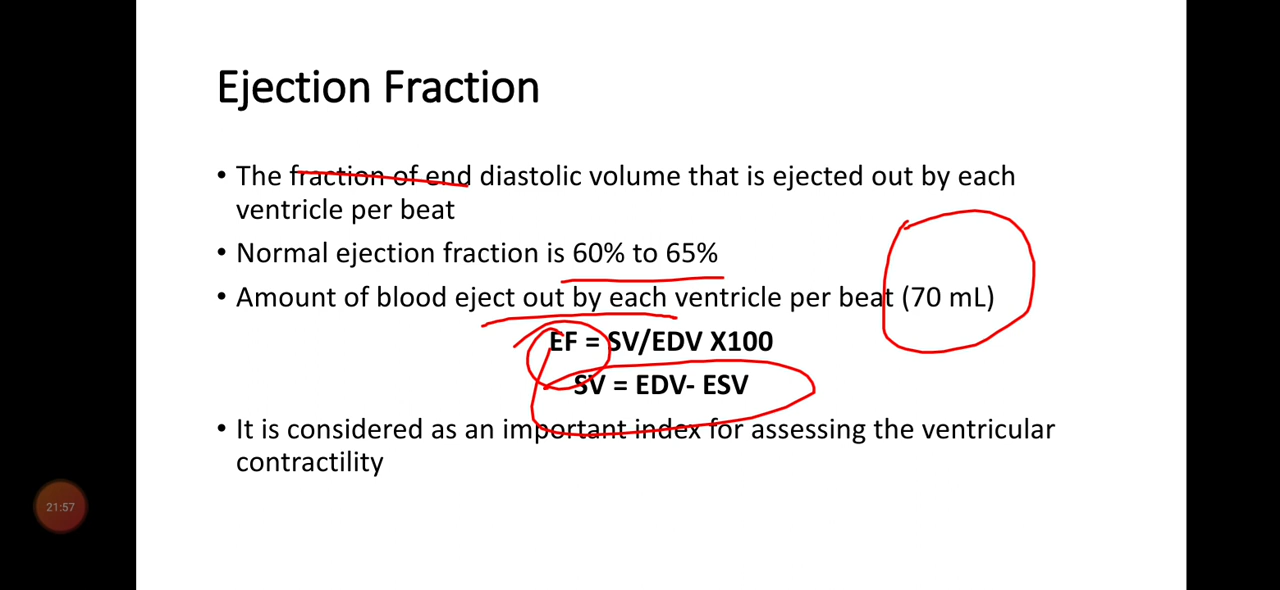 Ejection Fraction
• The fraction of end diastolic volume that is ejected out by each
ventricle per beat
• Normal ejection fraction is 60% to 65%
• Amount of blood eject out by each ventricle per beat (70 mL)
EF = SV/EDV X100
SV = EDV- ESV
• It is considered as an important index for assessing the ventricular
contractility
21:57